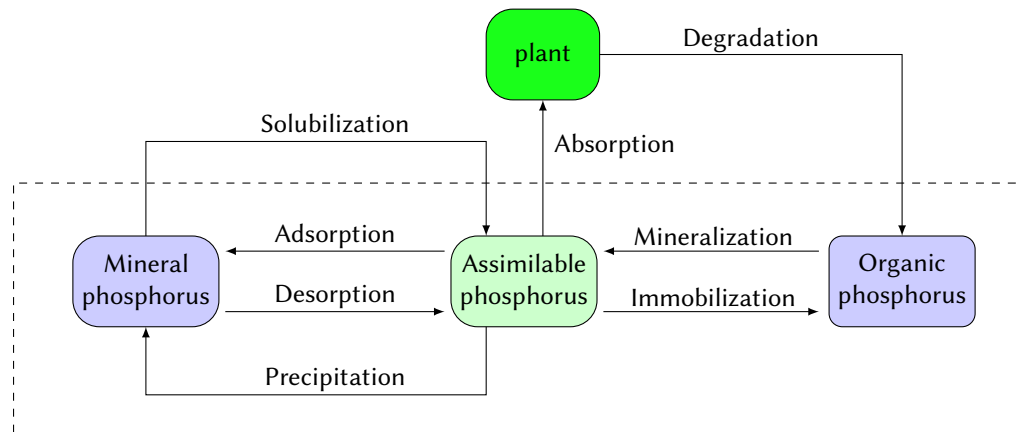 plant
Degradation
Solubilization
Absorption
Adsorption
Mineralization
Mineral
phosphorus
Assimilable
phosphorus
Organic
phosphorus
Desorption
Immobilization
Precipitation